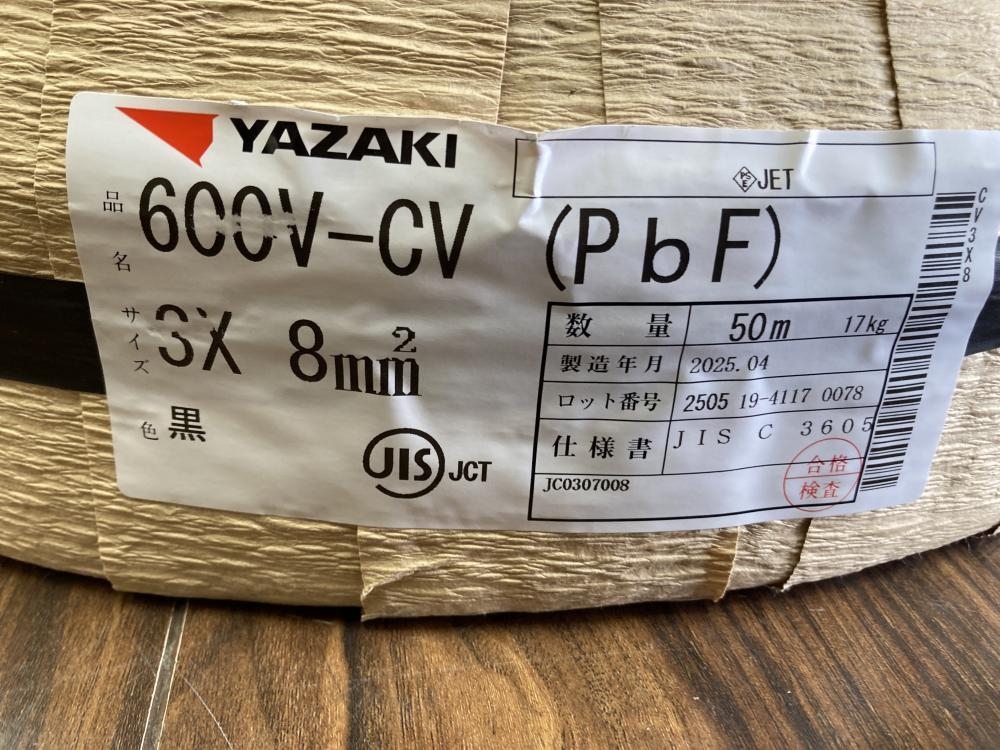 YAZAKI
品名 600V-CV (PbF)
PSE JET
サイズ 3X 8mm²
色 黒
JIS JCT
数量 50m 17kg
製造年月 2025.04
ロット番号 2505 19-4117 0078
仕様書 JIS C 3605
JC0307008
合格
検査
CV3X8